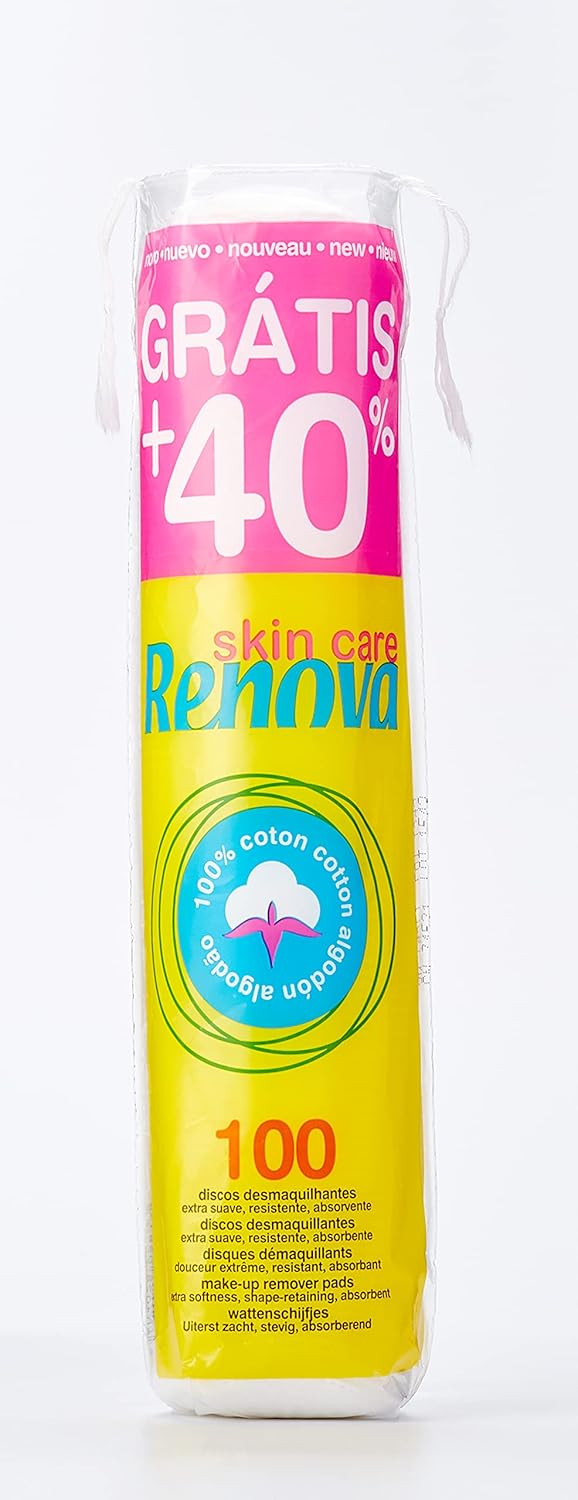 novo • nuevo • nouveau • new • nieuw
GRÁTIS
+40%
skin care
Renova
100% coton cotton algodón algodão
100
discos desmaquilhantes
extra suave, resistente, absorvente
discos desmaquillantes
extra suave, resistente, absorbente
disques démaquillants
douceur extrême, resistant, absorbant
make-up remover pads
extra softness, shape-retaining, absorbent
wattenschijfjes
Uiterst zacht, stevig, absorberend